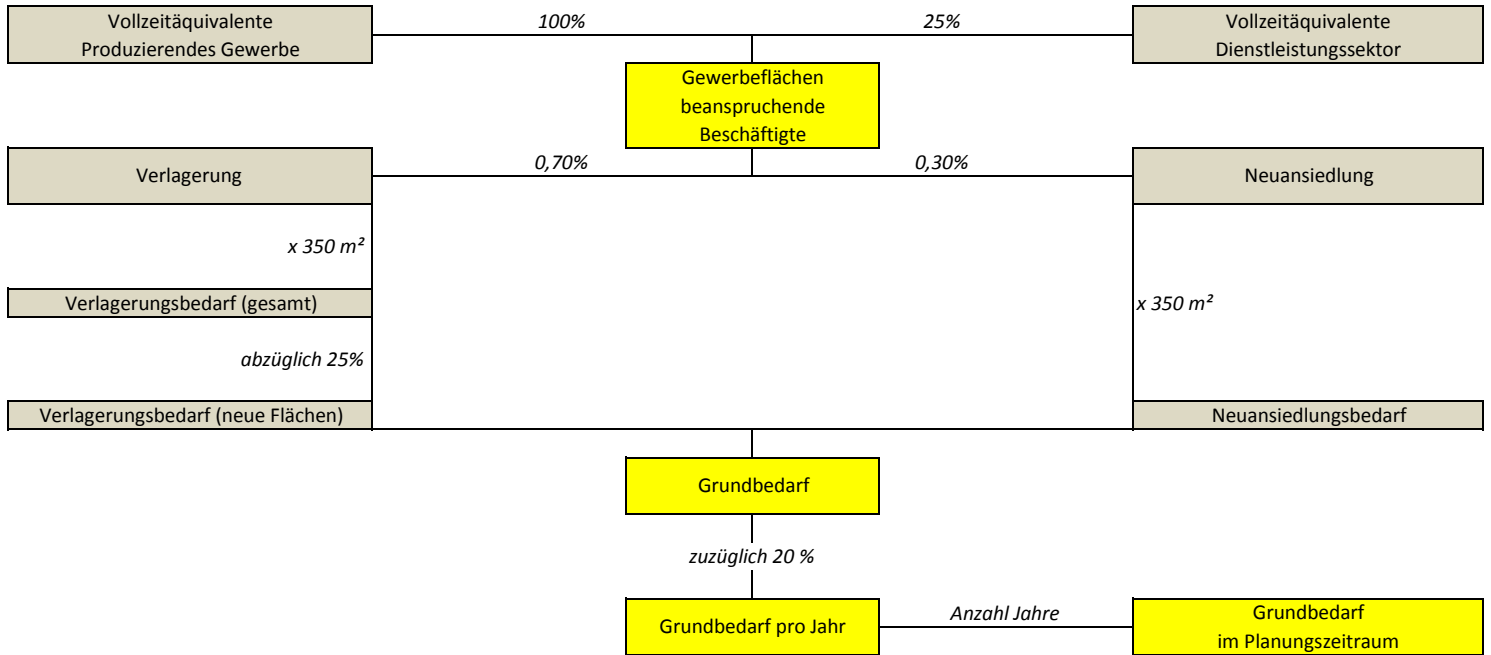 Vollzeitäquivalente
Produzierendes Gewerbe
100%
25%
Vollzeitäquivalente
Dienstleistungssektor
Gewerbeflächen
beanspruchende
Beschäftigte
Verlagerung
0,70%
0,30%
Neuansiedlung
x 350 m²
Verlagerungsbedarf (gesamt)
x 350 m²
abzüglich 25%
Verlagerungsbedarf (neue Flächen)
Neuansiedlungsbedarf
Grundbedarf
zuzüglich 20 %
Grundbedarf pro Jahr
Anzahl Jahre
Grundbedarf
im Planungszeitraum